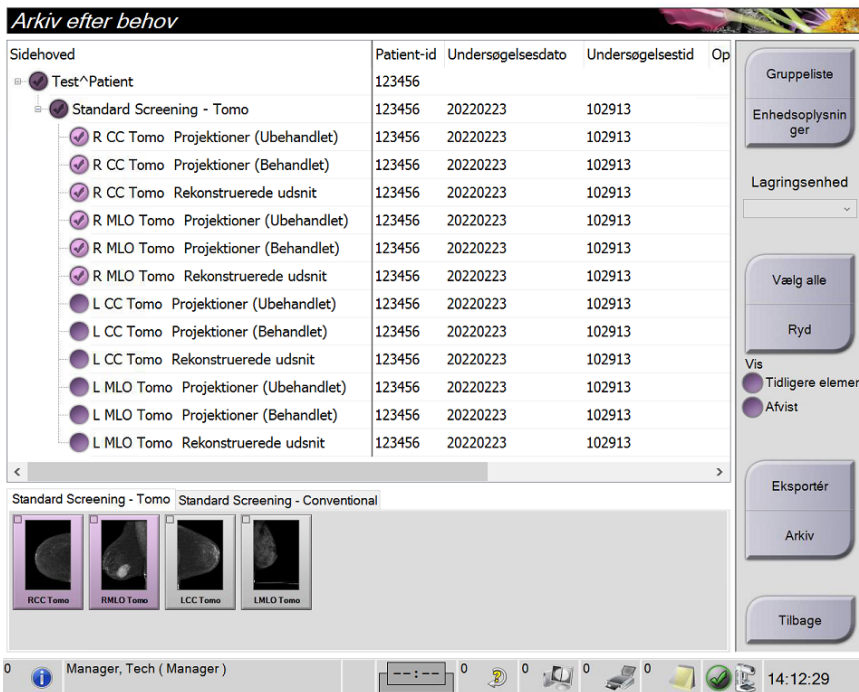 Arkiv efter behov
Sidehoved Patient-id Undersøgelsesdato Undersøgelsestid Op
Test^Patient 123456
Standard Screening - Tomo 123456 20220223 102913
R CC Tomo Projektioner (Ubehandlet) 123456 20220223 102913
R CC Tomo Projektioner (Behandlet) 123456 20220223 102913
R CC Tomo Rekonstruerede udsnit 123456 20220223 102913
R MLO Tomo Projektioner (Ubehandlet) 123456 20220223 102913
R MLO Tomo Projektioner (Behandlet) 123456 20220223 102913
R MLO Tomo Rekonstruerede udsnit 123456 20220223 102913
L CC Tomo Projektioner (Ubehandlet) 123456 20220223 102913
L CC Tomo Projektioner (Behandlet) 123456 20220223 102913
L CC Tomo Rekonstruerede udsnit 123456 20220223 102913
L MLO Tomo Projektioner (Ubehandlet) 123456 20220223 102913
L MLO Tomo Projektioner (Behandlet) 123456 20220223 102913
L MLO Tomo Rekonstruerede udsnit 123456 20220223 102913
Gruppeliste
Enhedsoplysnin
ger
Lagringsenhed
Vælg alle
Ryd
Vis
Tidligere elemer
Afvist
Eksportér
Arkiv
Tilbage
Standard Screening - Tomo Standard Screening - Conventional
RCC Tomo RMLO Tomo LCC Tomo LMLO Tomo
0 Manager, Tech ( Manager ) --:-- 0 0 0 0 14:12:29